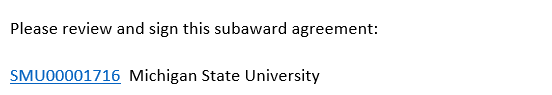 Please review and sign this subaward agreement:
SMU00001716 Michigan State University